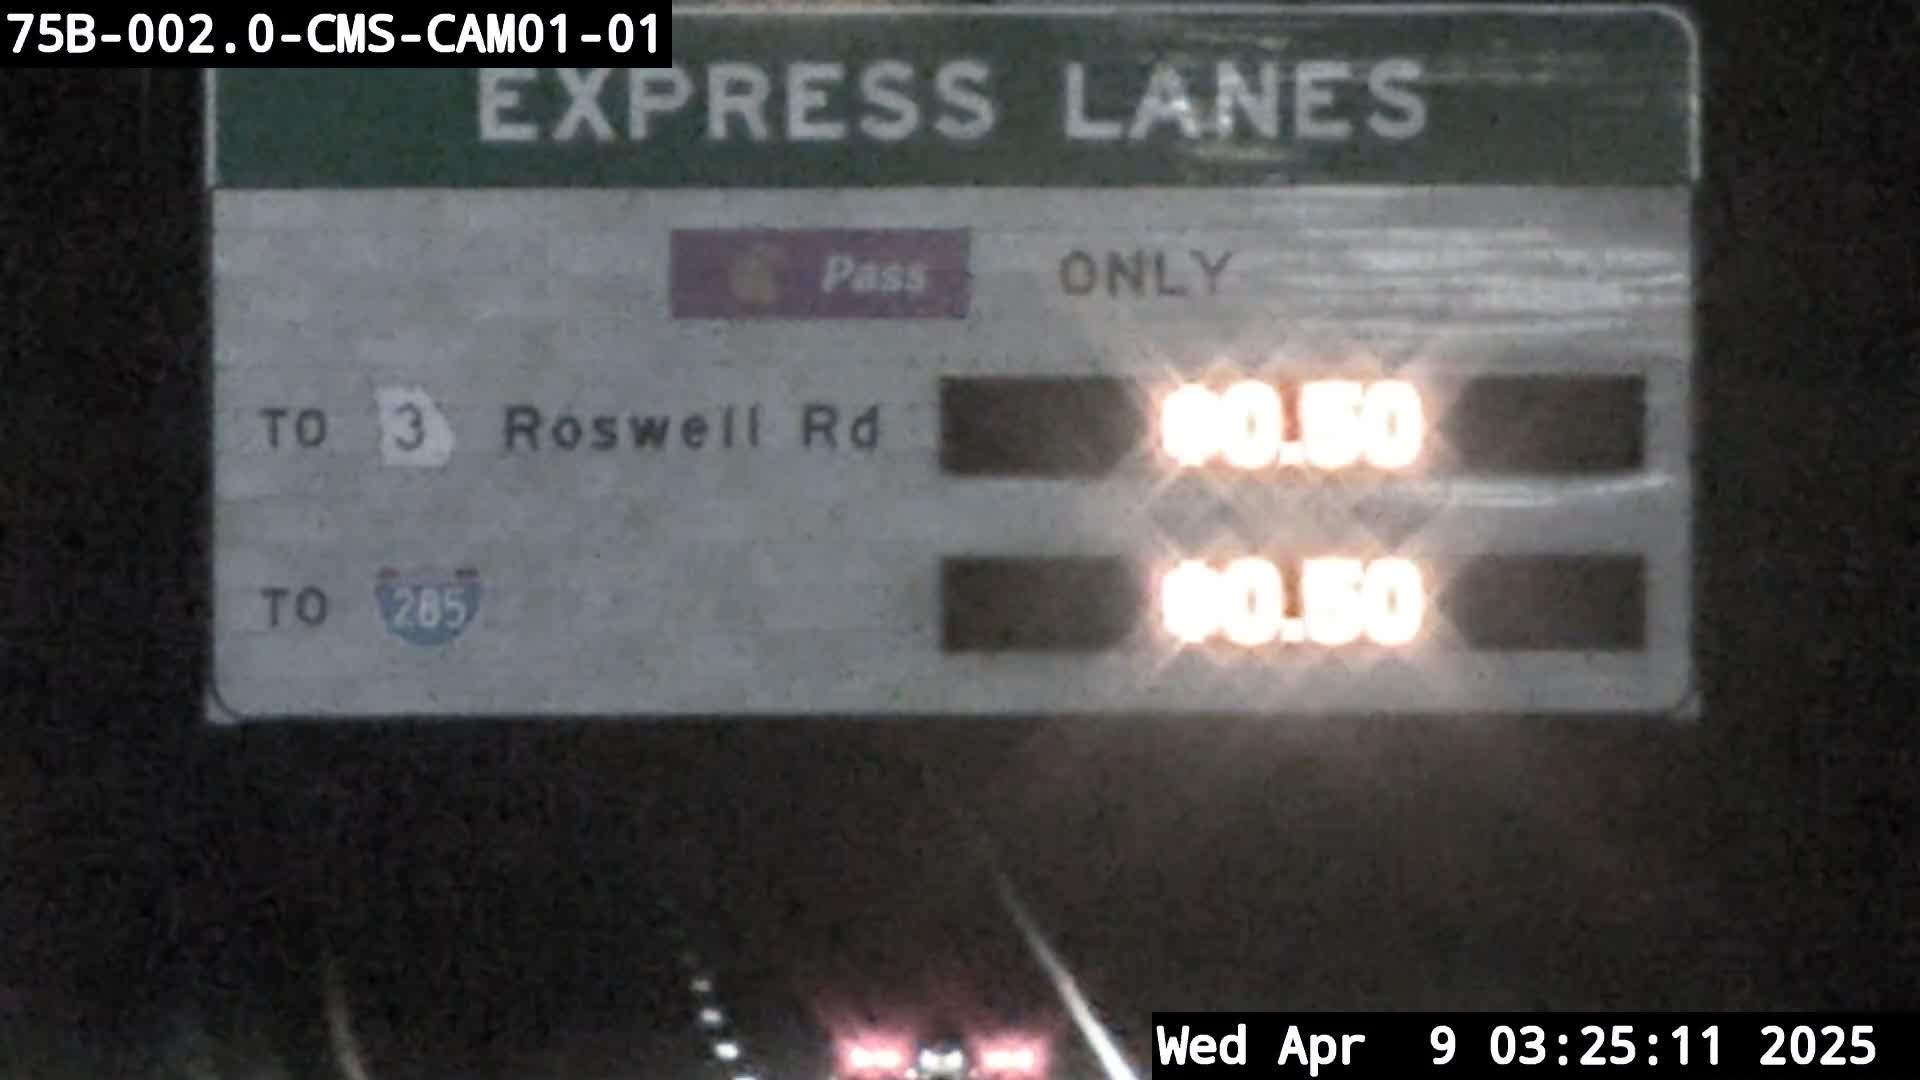 75B-002.0-CMS-CAM01-01
EXPRESS LANES
Pass ONLY
TO 3 Roswell Rd $0.50
TO 285 $0.50
Wed Apr 9 03:25:11 2025